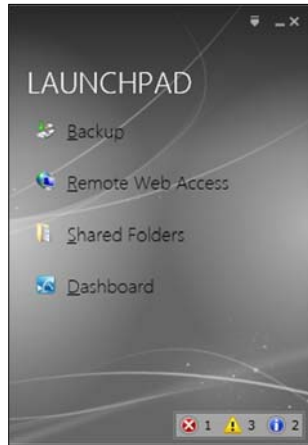 LAUNCHPAD
Backup
Remote Web Access
Shared Folders
Dashboard
1 3 2